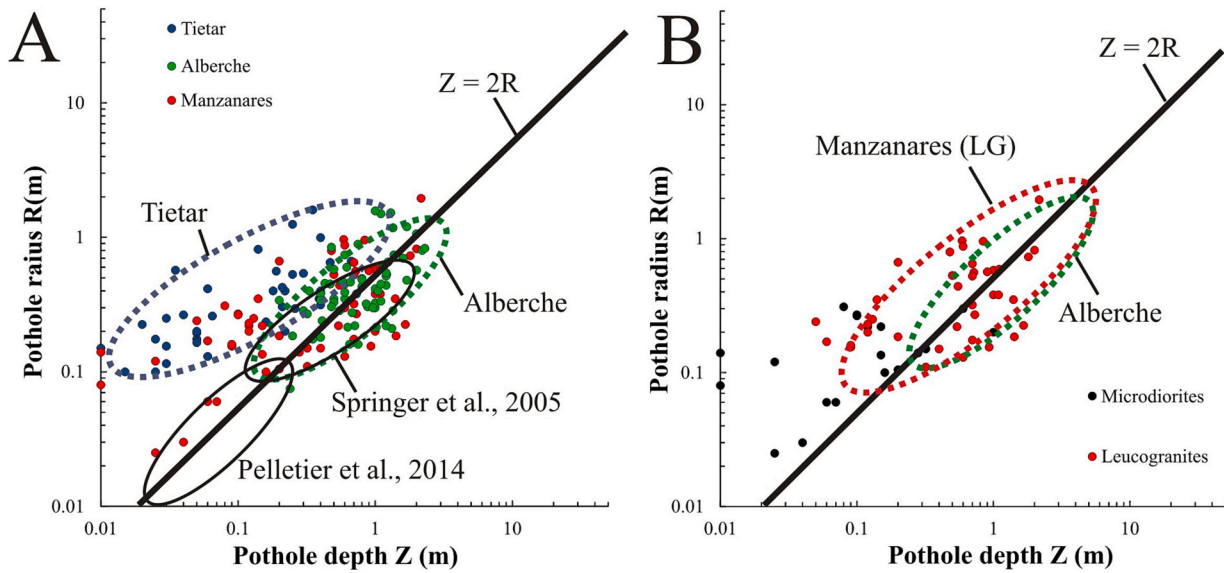 A
Tietar
Alberche
Manzanares
Z = 2R
Tietar
Alberche
Springer et al., 2005
Pelletier et al., 2014
Pothole raius R(m)
10
1
0.1
0.01
0.01
0.1
1
10
Pothole depth Z (m)
B
Z = 2R
Manzanares (LG)
Alberche
Microdiorites
Leucogranites
Pothole radius R(m)
10
1
0.1
0.01
0.01
0.1
1
10
Pothole depth Z (m)